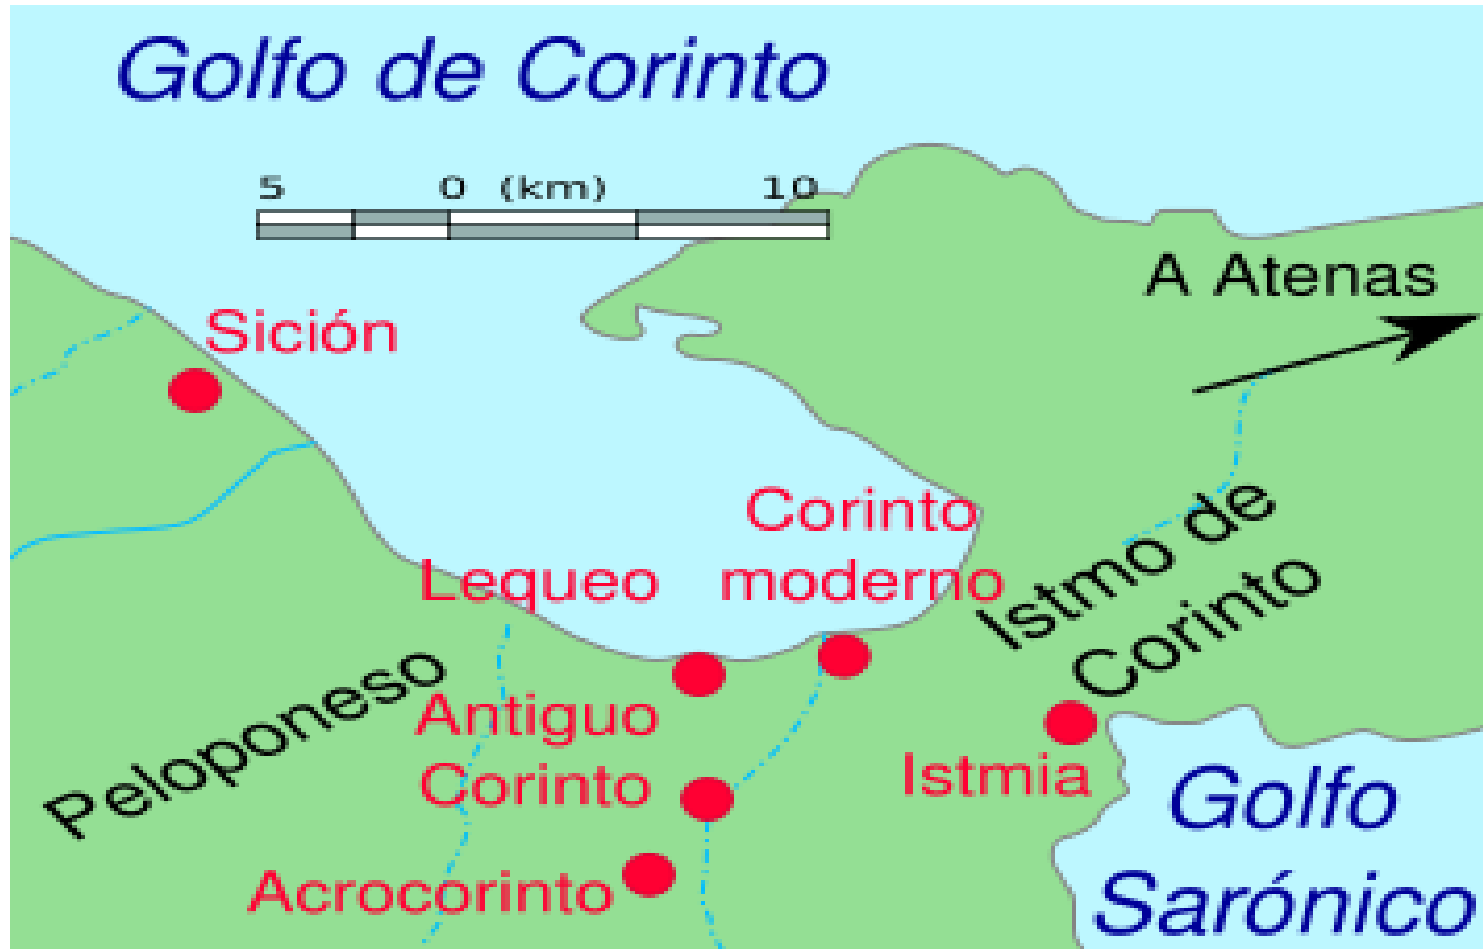 Golfo de Corinto
5 0 (km) 10
A Atenas
Sición
Corinto
moderno
Lequeo
Istmo de
Corinto
Peloponeso
Antiguo
Corinto
Istmia
Acrocorinto
Golfo
Sarónico